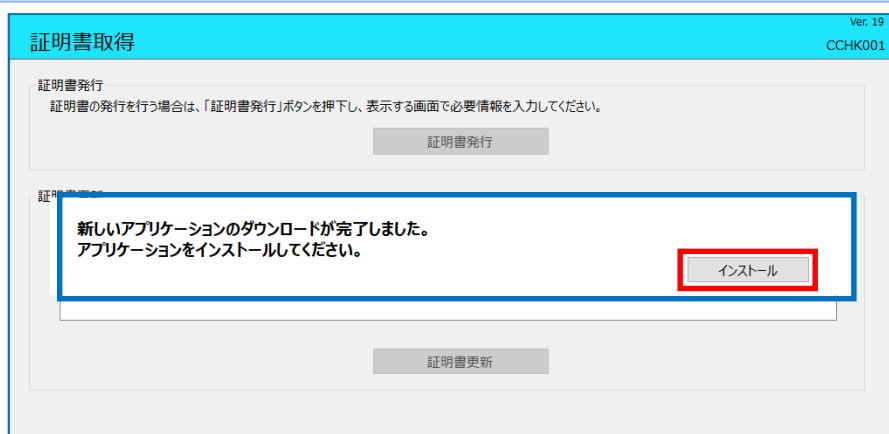 Ver. 19
証明書取得
CCHK001
証明書発行
証明書の発行を行う場合は、「証明書発行」ボタンを押下し、表示する画面で必要情報を入力してください。
証明書発行
新しいアプリケーションのダウンロードが完了しました。
アプリケーションをインストールしてください。
インストール
証明書更新